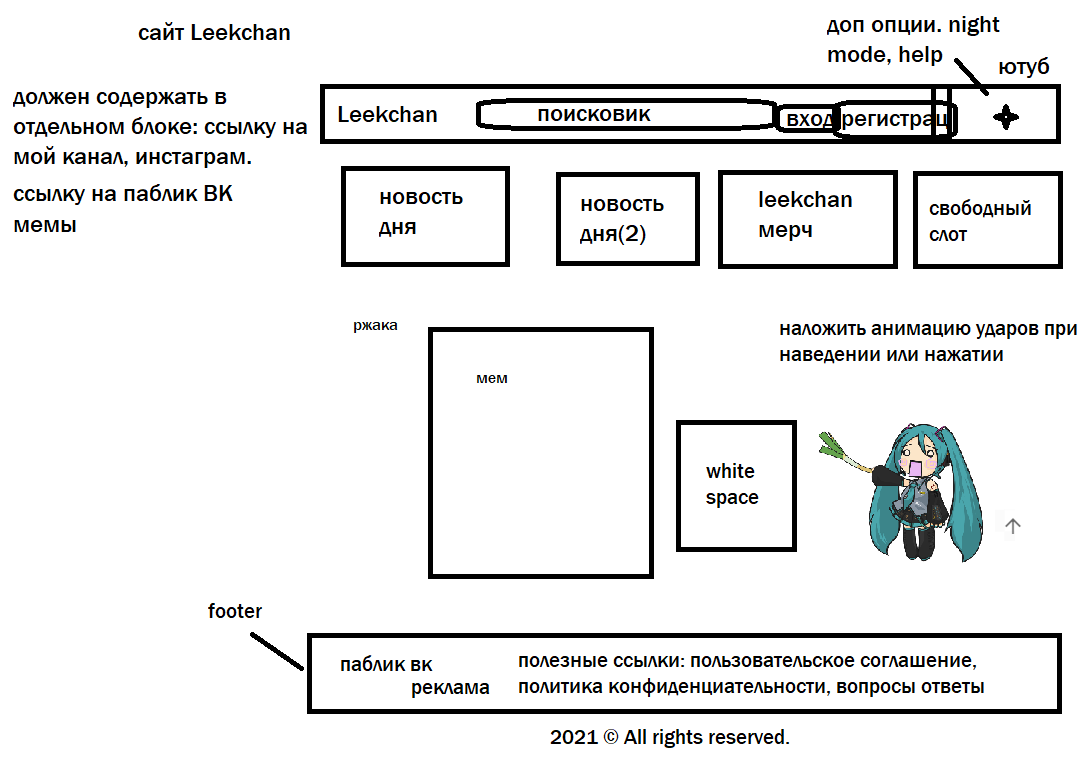 сайт Leekchan
доп опции. night
mode, help
ютуб
должен содержать в
отдельном блоке: ссылку на
мой канал, инстаграм.
ссылку на паблик ВК
мемы
Leekchan
поисковик
вход
регистрац
новость
дня
новость
дня(2)
leekchan
мерч
свободный
слот
ржака
мем
наложить анимацию ударов при
наведении или нажатии
white
space
footer
паблик вк
реклама
полезные ссылки: пользовательское соглашение,
политика конфиденциательности, вопросы ответы
2021 © All rights reserved.